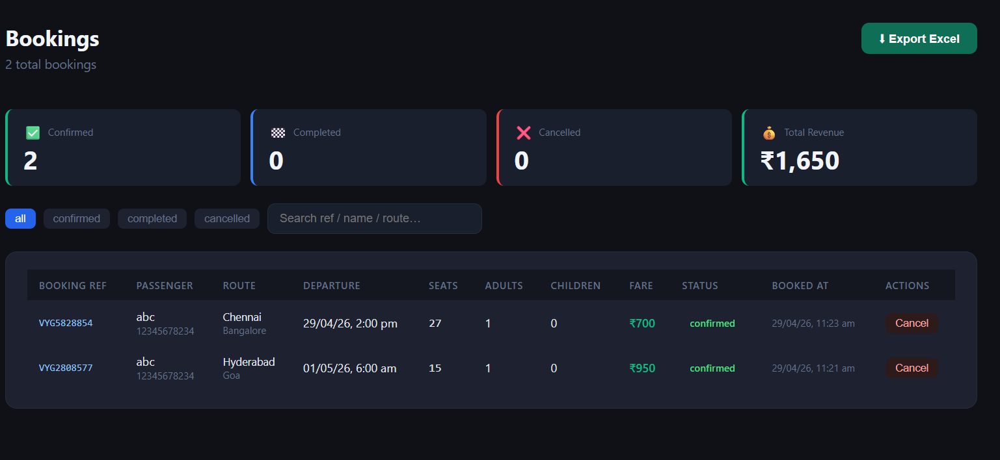 Bookings
2 total bookings
⬇ Export Excel
✅ Confirmed
2
🏁 Completed
0
❌ Cancelled
0
💰 Total Revenue
₹1,650
all confirmed completed cancelled Search ref / name / route…
BOOKING REF PASSENGER ROUTE DEPARTURE SEATS ADULTS CHILDREN FARE STATUS BOOKED AT ACTIONS
VYG5828854 abc Chennai 29/04/26, 2:00 pm 27 1 0 ₹700 confirmed 29/04/26, 11:23 am Cancel
12345678234 Bangalore
VYG2808577 abc Hyderabad 01/05/26, 6:00 am 15 1 0 ₹950 confirmed 29/04/26, 11:21 am Cancel
12345678234 Goa